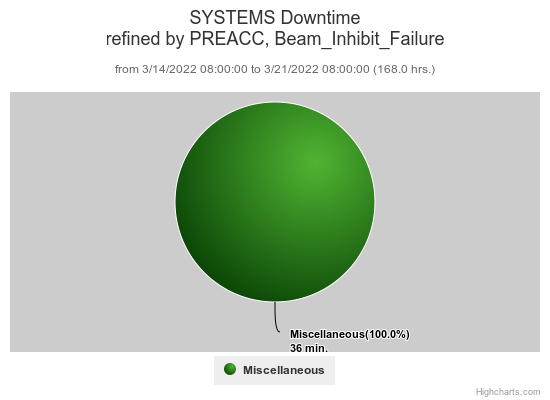 SYSTEMS Downtime
refined by PREACC, Beam_Inhibit_Failure
from 3/14/2022 08:00:00 to 3/21/2022 08:00:00 (168.0 hrs.)
Miscellaneous(100.0%)
36 min.
Miscellaneous
Highcharts.com